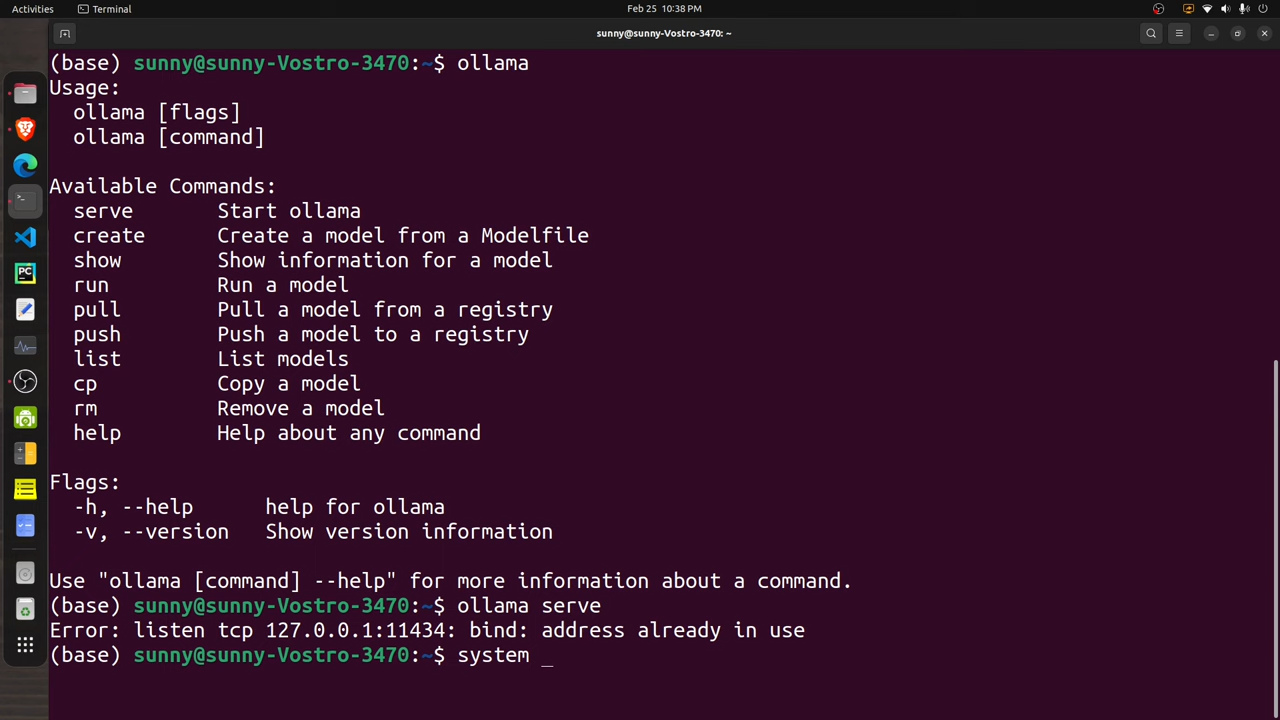 Activities Terminal Feb 25 10:38 PM
sunny@sunny-Vostro-3470: ~
(base) sunny@sunny-Vostro-3470:~$ ollama
Usage:
  ollama [flags]
  ollama [command]

Available Commands:
  serve       Start ollama
  create      Create a model from a Modelfile
  show        Show information for a model
  run         Run a model
  pull        Pull a model from a registry
  push        Push a model to a registry
  list        List models
  cp          Copy a model
  rm          Remove a model
  help        Help about any command

Flags:
  -h, --help      help for ollama
  -v, --version   Show version information

Use "ollama [command] --help" for more information about a command.
(base) sunny@sunny-Vostro-3470:~$ ollama serve
Error: listen tcp 127.0.0.1:11434: bind: address already in use
(base) sunny@sunny-Vostro-3470:~$ system _